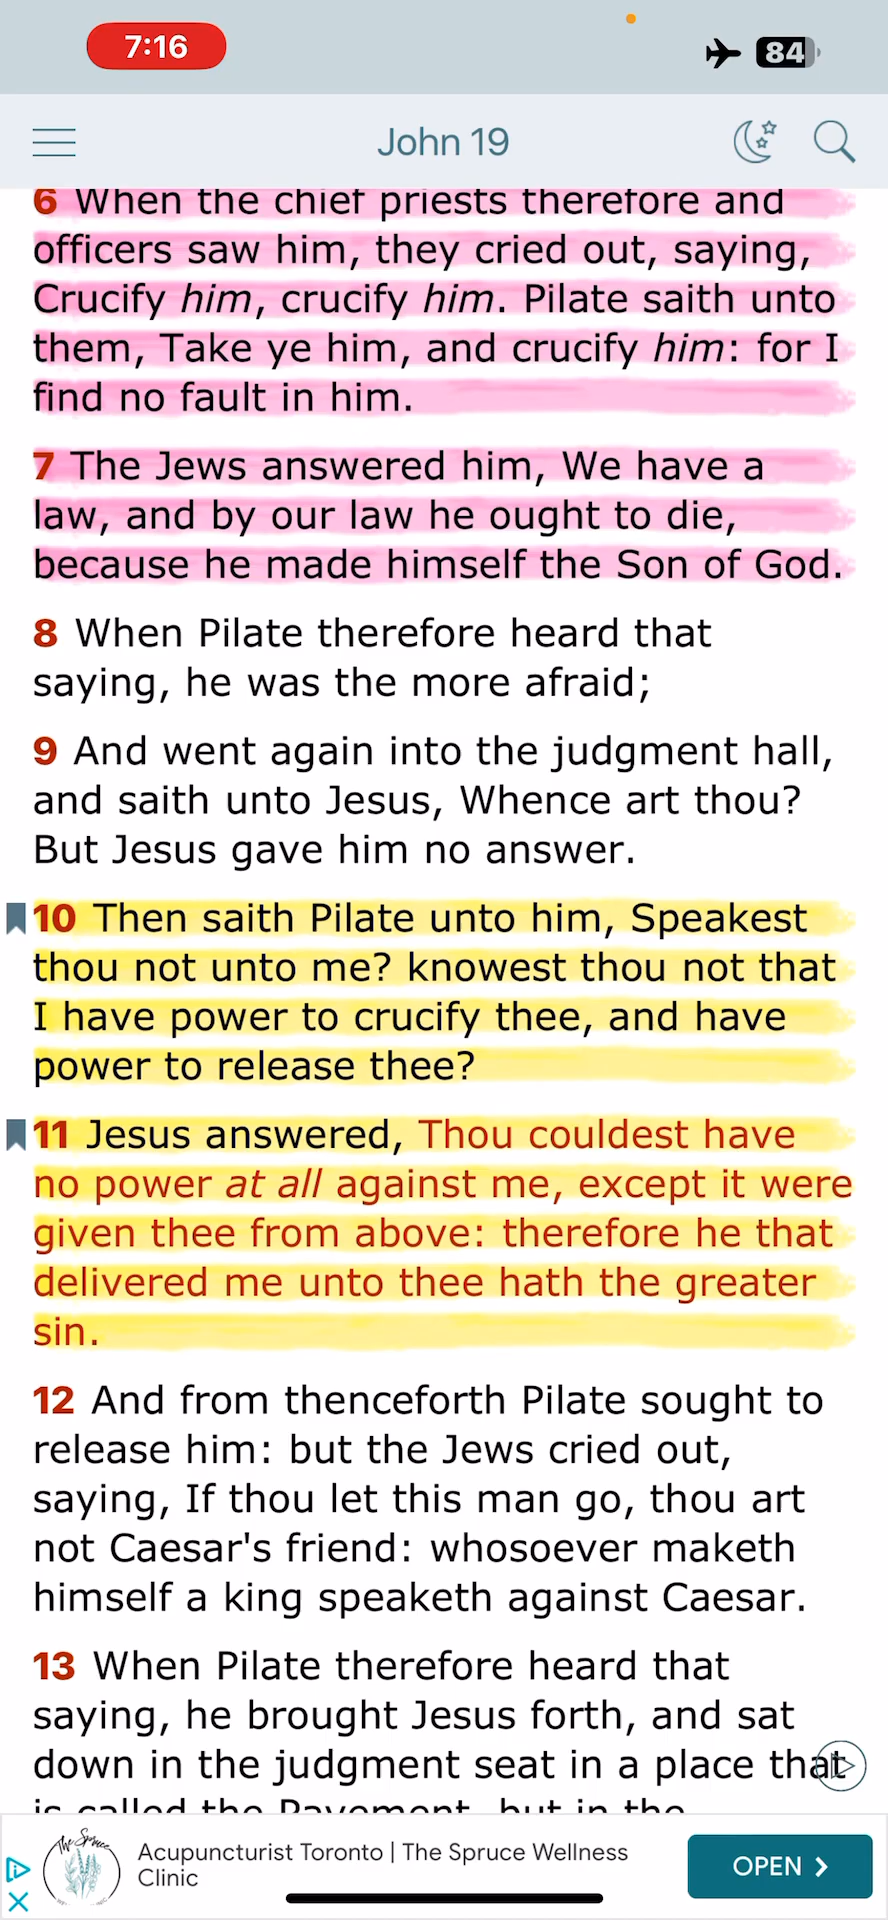 7:16
84
John 19
6 When the chief priests therefore and
officers saw him, they cried out, saying,
Crucify him, crucify him. Pilate saith unto
them, Take ye him, and crucify him: for I
find no fault in him.
7 The Jews answered him, We have a
law, and by our law he ought to die,
because he made himself the Son of God.
8 When Pilate therefore heard that
saying, he was the more afraid;
9 And went again into the judgment hall,
and saith unto Jesus, Whence art thou?
But Jesus gave him no answer.
10 Then saith Pilate unto him, Speakest
thou not unto me? knowest thou not that
I have power to crucify thee, and have
power to release thee?
11 Jesus answered, Thou couldest have
no power at all against me, except it were
given thee from above: therefore he that
delivered me unto thee hath the greater
sin.
12 And from thenceforth Pilate sought to
release him: but the Jews cried out,
saying, If thou let this man go, thou art
not Caesar's friend: whosoever maketh
himself a king speaketh against Caesar.
13 When Pilate therefore heard that
saying, he brought Jesus forth, and sat
down in the judgment seat in a place that
is called the Pavement, but in the
The Spruce
Acupuncturist Toronto | The Spruce Wellness
Clinic
OPEN